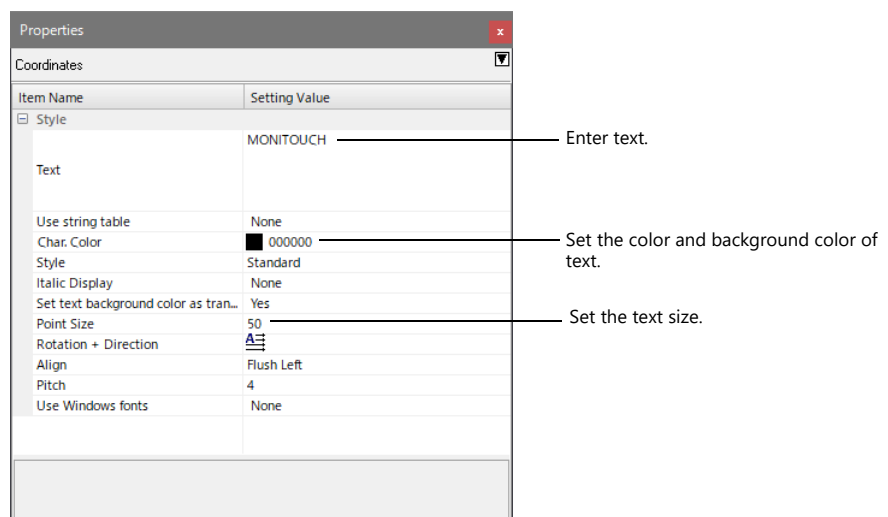 Properties
x
Coordinates
Item Name Setting Value
Style
Text MONITOUCH
Enter text.
Use string table None
Char. Color 000000
Set the color and background color of
text.
Style Standard
Italic Display None
Set text background color as tran... Yes
Point Size 50
Set the text size.
Rotation + Direction A
Align Flush Left
Pitch 4
Use Windows fonts None